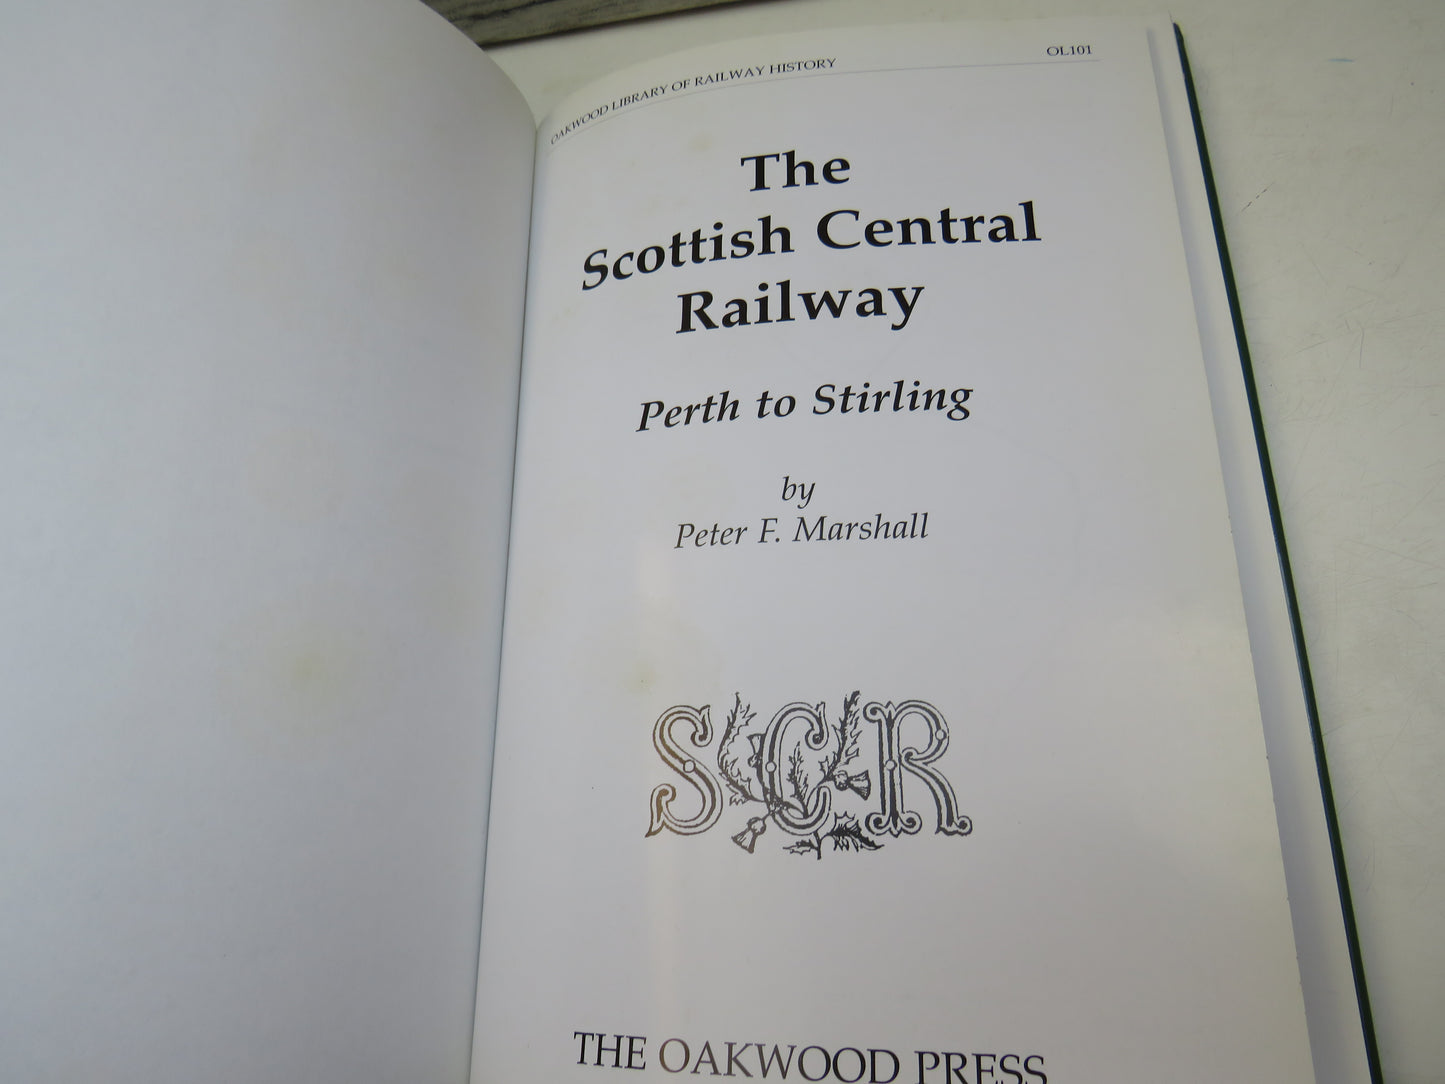 OAKWOOD LIBRARY OF RAILWAY HISTORY OL101
The
Scottish Central
Railway
Perth to Stirling
by
Peter F. Marshall
SCR
THE OAKWOOD PRESS